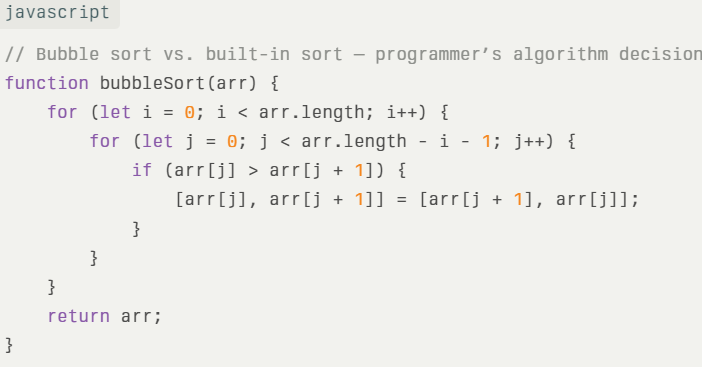 javascript
// Bubble sort vs. built-in sort — programmer’s algorithm decision
function bubbleSort(arr) {
    for (let i = 0; i < arr.length; i++) {
        for (let j = 0; j < arr.length - i - 1; j++) {
            if (arr[j] > arr[j + 1]) {
                [arr[j], arr[j + 1]] = [arr[j + 1], arr[j]];
            }
        }
    }
    return arr;
}